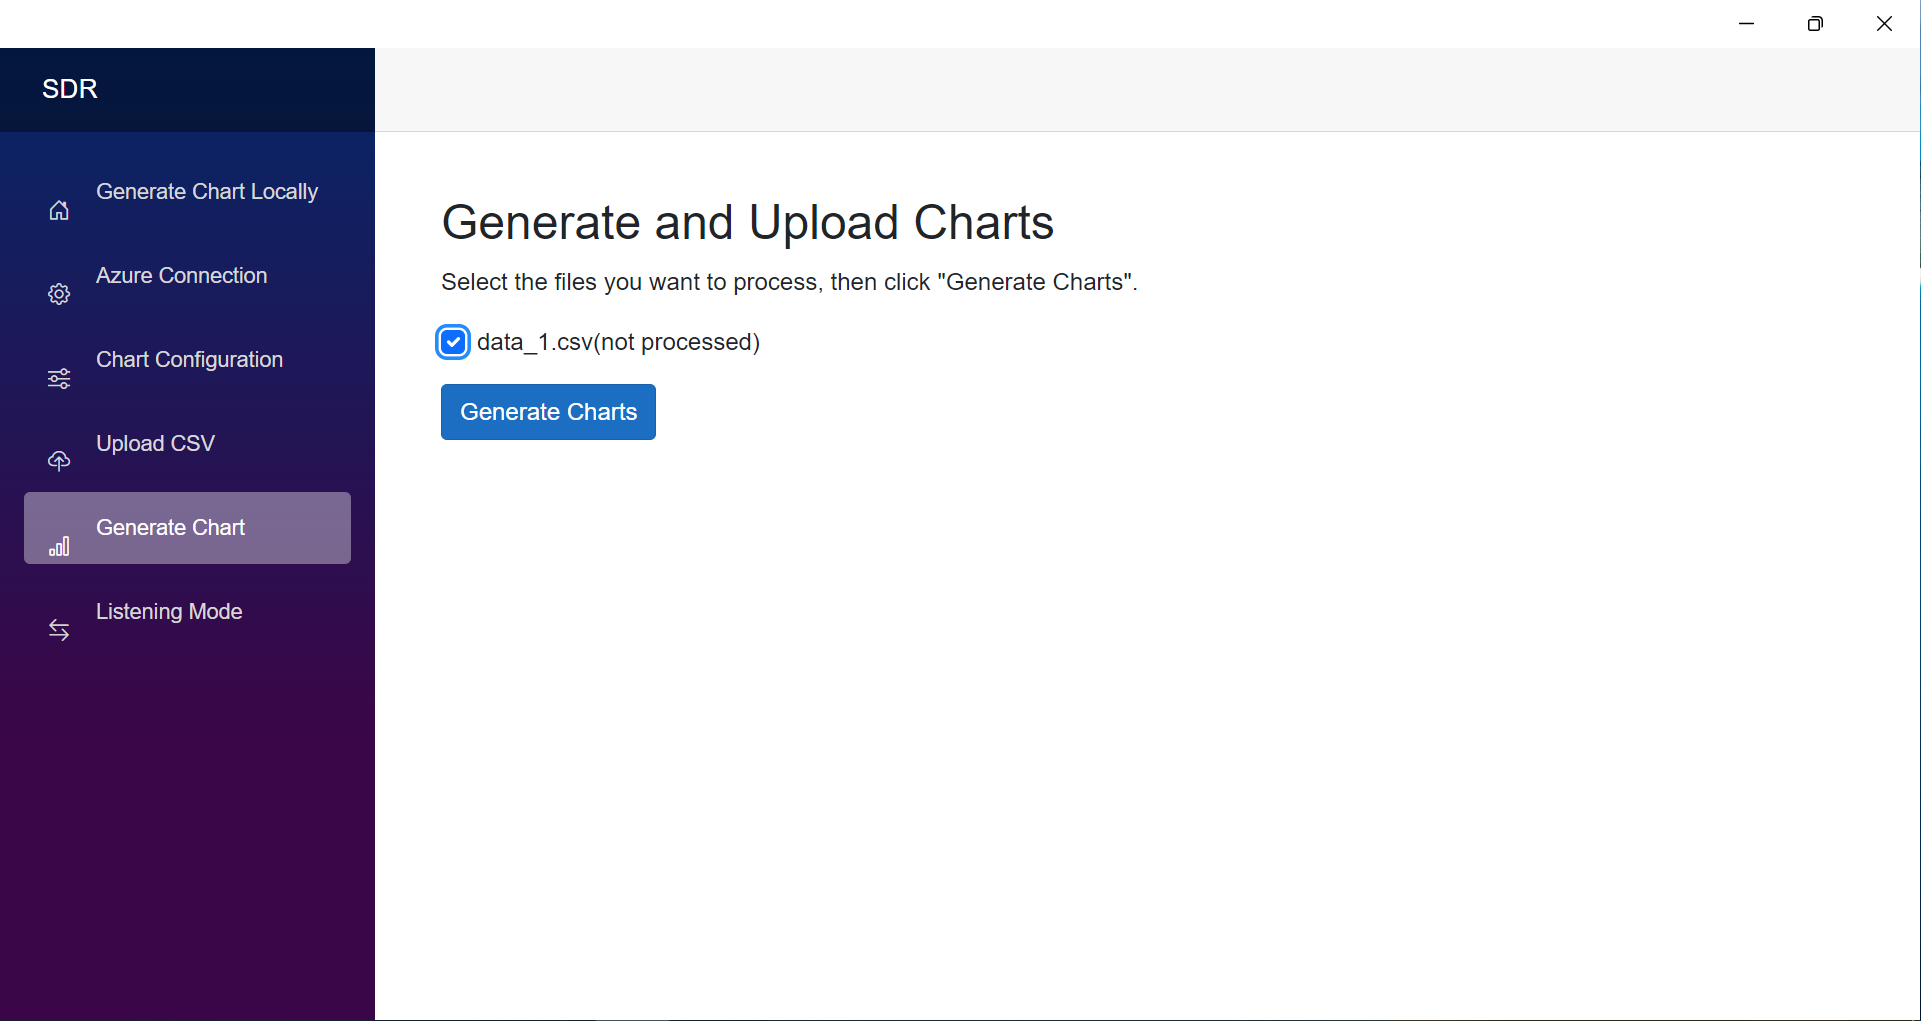 SDR
Generate Chart Locally
Azure Connection
Chart Configuration
Upload CSV
Generate Chart
Listening Mode
Generate and Upload Charts
Select the files you want to process, then click "Generate Charts".
data_1.csv(not processed)
Generate Charts